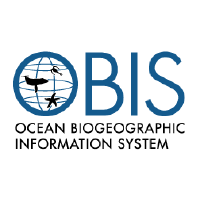 OBIS
OCEAN BIOGEOGRAPHIC
INFORMATION SYSTEM